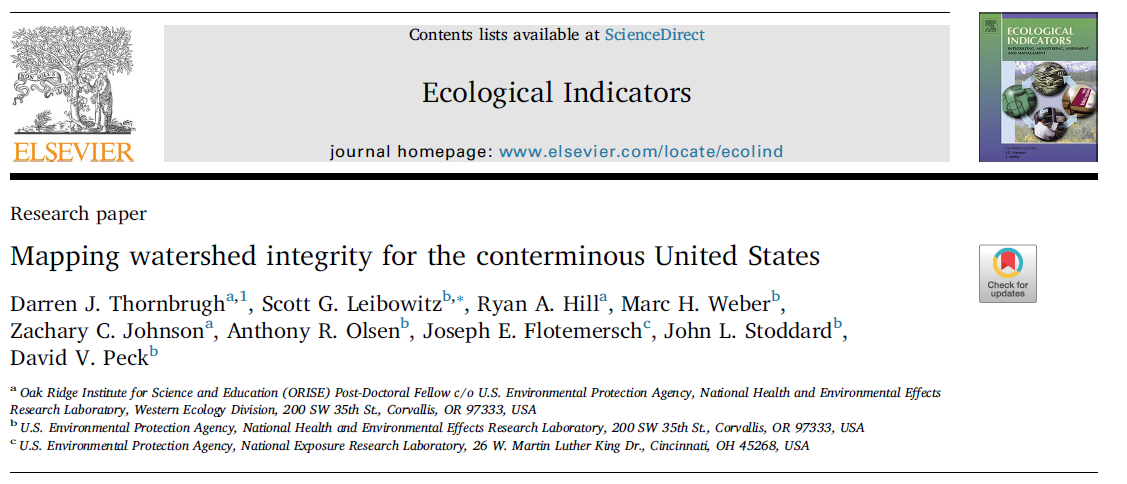 Contents lists available at ScienceDirect
Ecological Indicators
journal homepage: www.elsevier.com/locate/ecolind
ELSEVIER
ECOLOGICAL
INDICATORS
INTEGRATING, MONITORING, ASSESSMENT
AND MANAGEMENT
Research paper
Mapping watershed integrity for the conterminous United States
Check for
updates
Darren J. Thornbrugh^a,1, Scott G. Leibowitz^b,*, Ryan A. Hill^a, Marc H. Weber^b,
Zachary C. Johnson^a, Anthony R. Olsen^b, Joseph E. Flotemersch^c, John L. Stoddard^b,
David V. Peck^b
^a Oak Ridge Institute for Science and Education (ORISE) Post-Doctoral Fellow c/o U.S. Environmental Protection Agency, National Health and Environmental Effects
Research Laboratory, Western Ecology Division, 200 SW 35th St., Corvallis, OR 97333, USA
^b U.S. Environmental Protection Agency, National Health and Environmental Effects Research Laboratory, 200 SW 35th St., Corvallis, OR 97333, USA
^c U.S. Environmental Protection Agency, National Exposure Research Laboratory, 26 W. Martin Luther King Dr., Cincinnati, OH 45268, USA